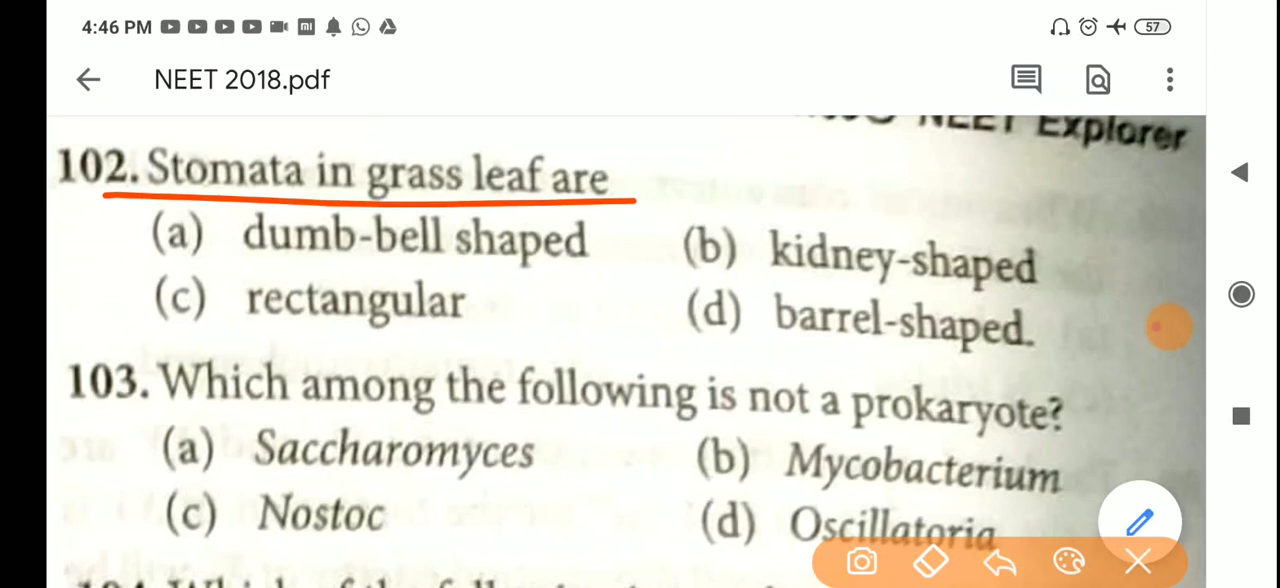 4:46 PM 57
NEET 2018.pdf
NEET Explorer
102. Stomata in grass leaf are
(a) dumb-bell shaped (b) kidney-shaped
(c) rectangular (d) barrel-shaped.
103. Which among the following is not a prokaryote?
(a) Saccharomyces (b) Mycobacterium
(c) Nostoc (d) Oscillatoria